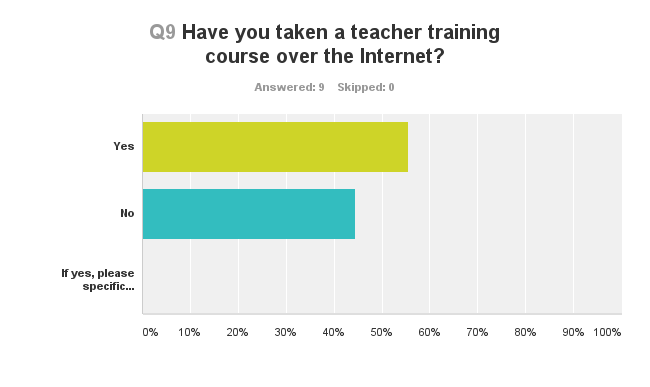 Q9 Have you taken a teacher training
course over the Internet?
Answered: 9 Skipped: 0
Yes
No
If yes, please
specific...
0% 10% 20% 30% 40% 50% 60% 70% 80% 90% 100%